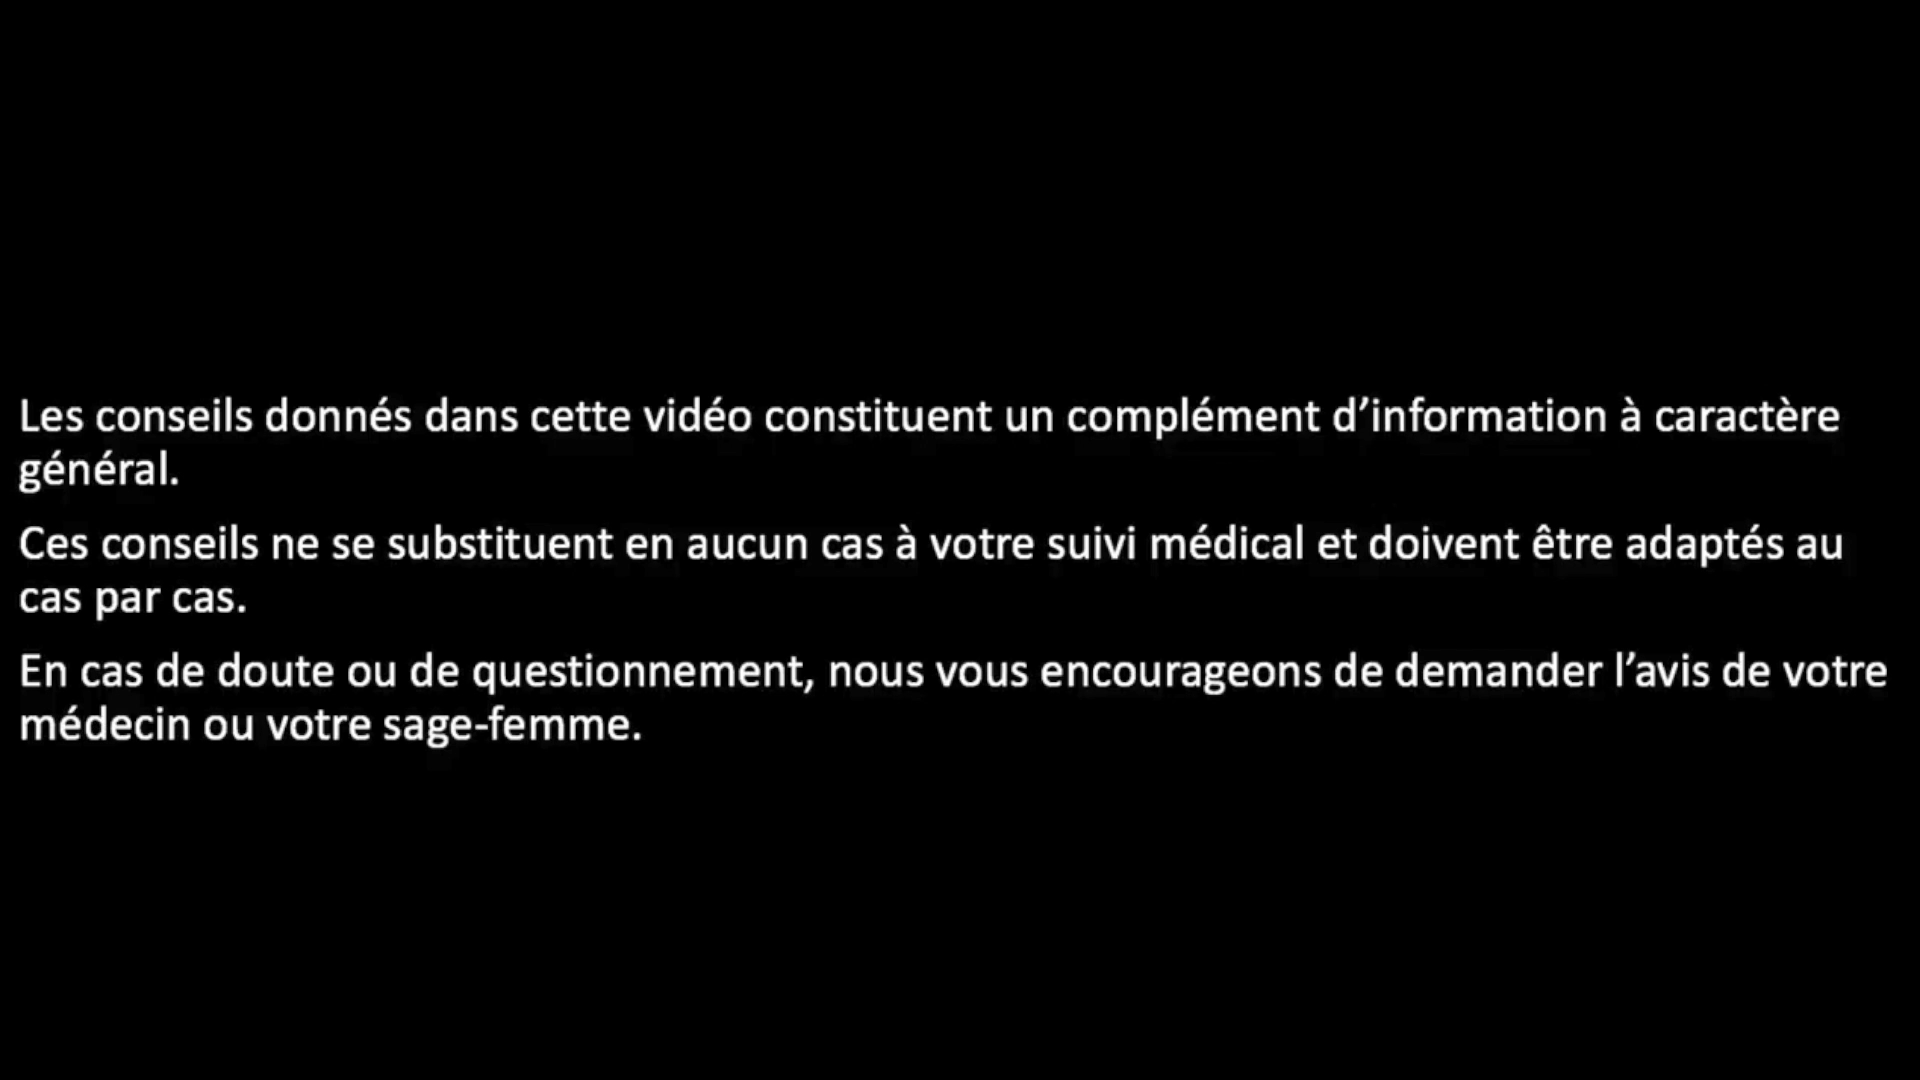 Les conseils donnés dans cette vidéo constituent un complément d’information à caractère
général.
Ces conseils ne se substituent en aucun cas à votre suivi médical et doivent être adaptés au
cas par cas.
En cas de doute ou de questionnement, nous vous encourageons de demander l’avis de votre
médecin ou votre sage-femme.